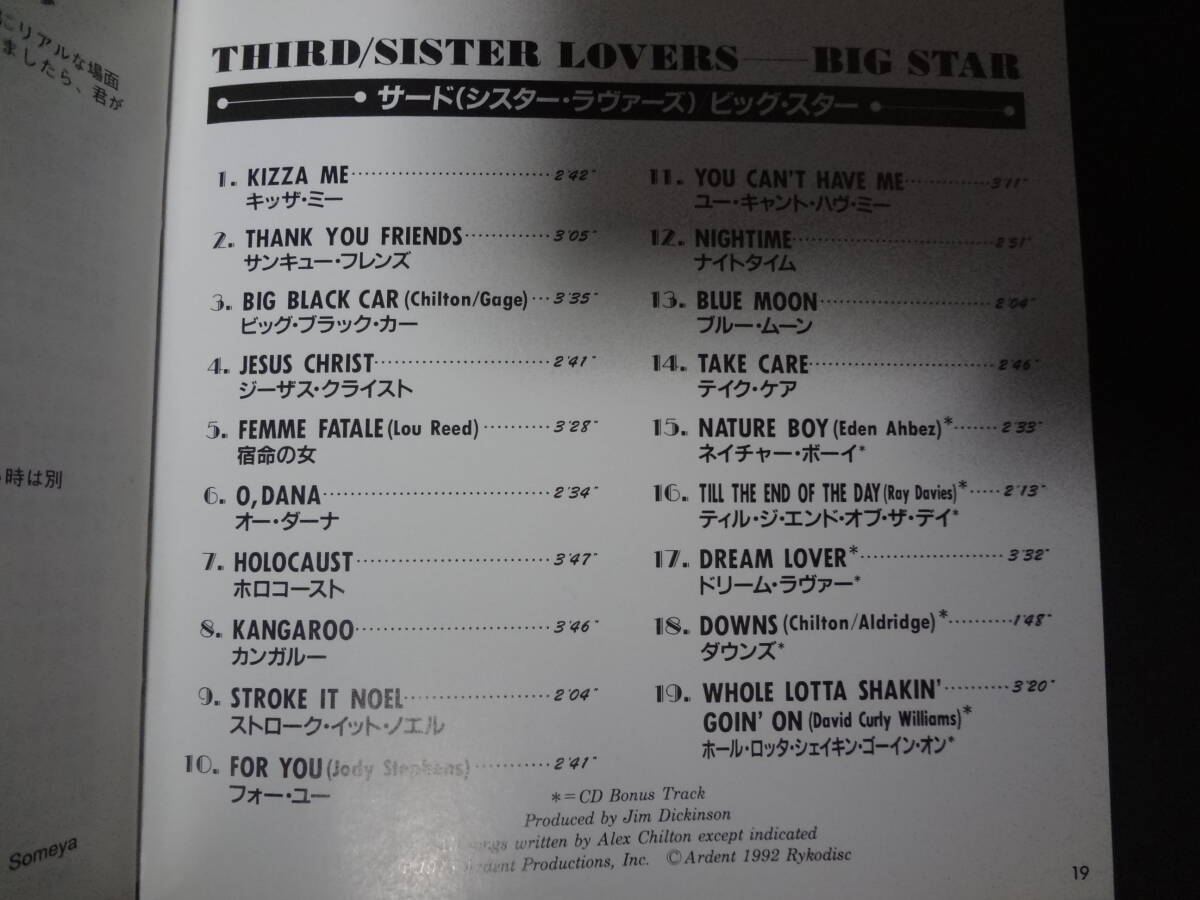 にリアルな場面
ましたら、君が
時は別
Someya
THIRD/SISTER LOVERS — BIG STAR
サード(シスター・ラヴァーズ)/ビッグ・スター
1. KIZZA ME 2'42"
キッザ・ミー
2. THANK YOU FRIENDS 3'05"
サンキュー・フレンズ
3. BIG BLACK CAR (Chilton/Gage) 3'35"
ビッグ・ブラック・カー
4. JESUS CHRIST 2'41"
ジーザス・クライスト
5. FEMME FATALE (Lou Reed) 3'28"
宿命の女
6. O, DANA 2'34"
オー・ダーナ
7. HOLOCAUST 3'47"
ホロコースト
8. KANGAROO 3'46"
カンガルー
9. STROKE IT NOEL 2'04"
ストローク・イット・ノエル
10. FOR YOU (Jody Stephens) 2'41"
フォー・ユー
11. YOU CAN'T HAVE ME 3'11"
ユー・キャント・ハヴ・ミー
12. NIGHTIME 2'51"
ナイトタイム
13. BLUE MOON 2'04"
ブルー・ムーン
14. TAKE CARE 2'46"
テイク・ケア
15. NATURE BOY (Eden Ahbez)* 2'33"
ネイチャー・ボーイ*
16. TILL THE END OF THE DAY (Ray Davies)* 2'13"
ティル・ジ・エンド・オブ・ザ・デイ*
17. DREAM LOVER* 3'32"
ドリーム・ラヴァー*
18. DOWNS (Chilton/Aldridge)* 1'48"
ダウンズ*
19. WHOLE LOTTA SHAKIN' 3'20"
GOIN' ON (David Curly Williams)*
ホール・ロッタ・シェイキン・ゴーイン・オン*
*=CD Bonus Track
Produced by Jim Dickinson
songs written by Alex Chilton except indicated
Ardent Productions, Inc. ©Ardent 1992 Rykodisc
19